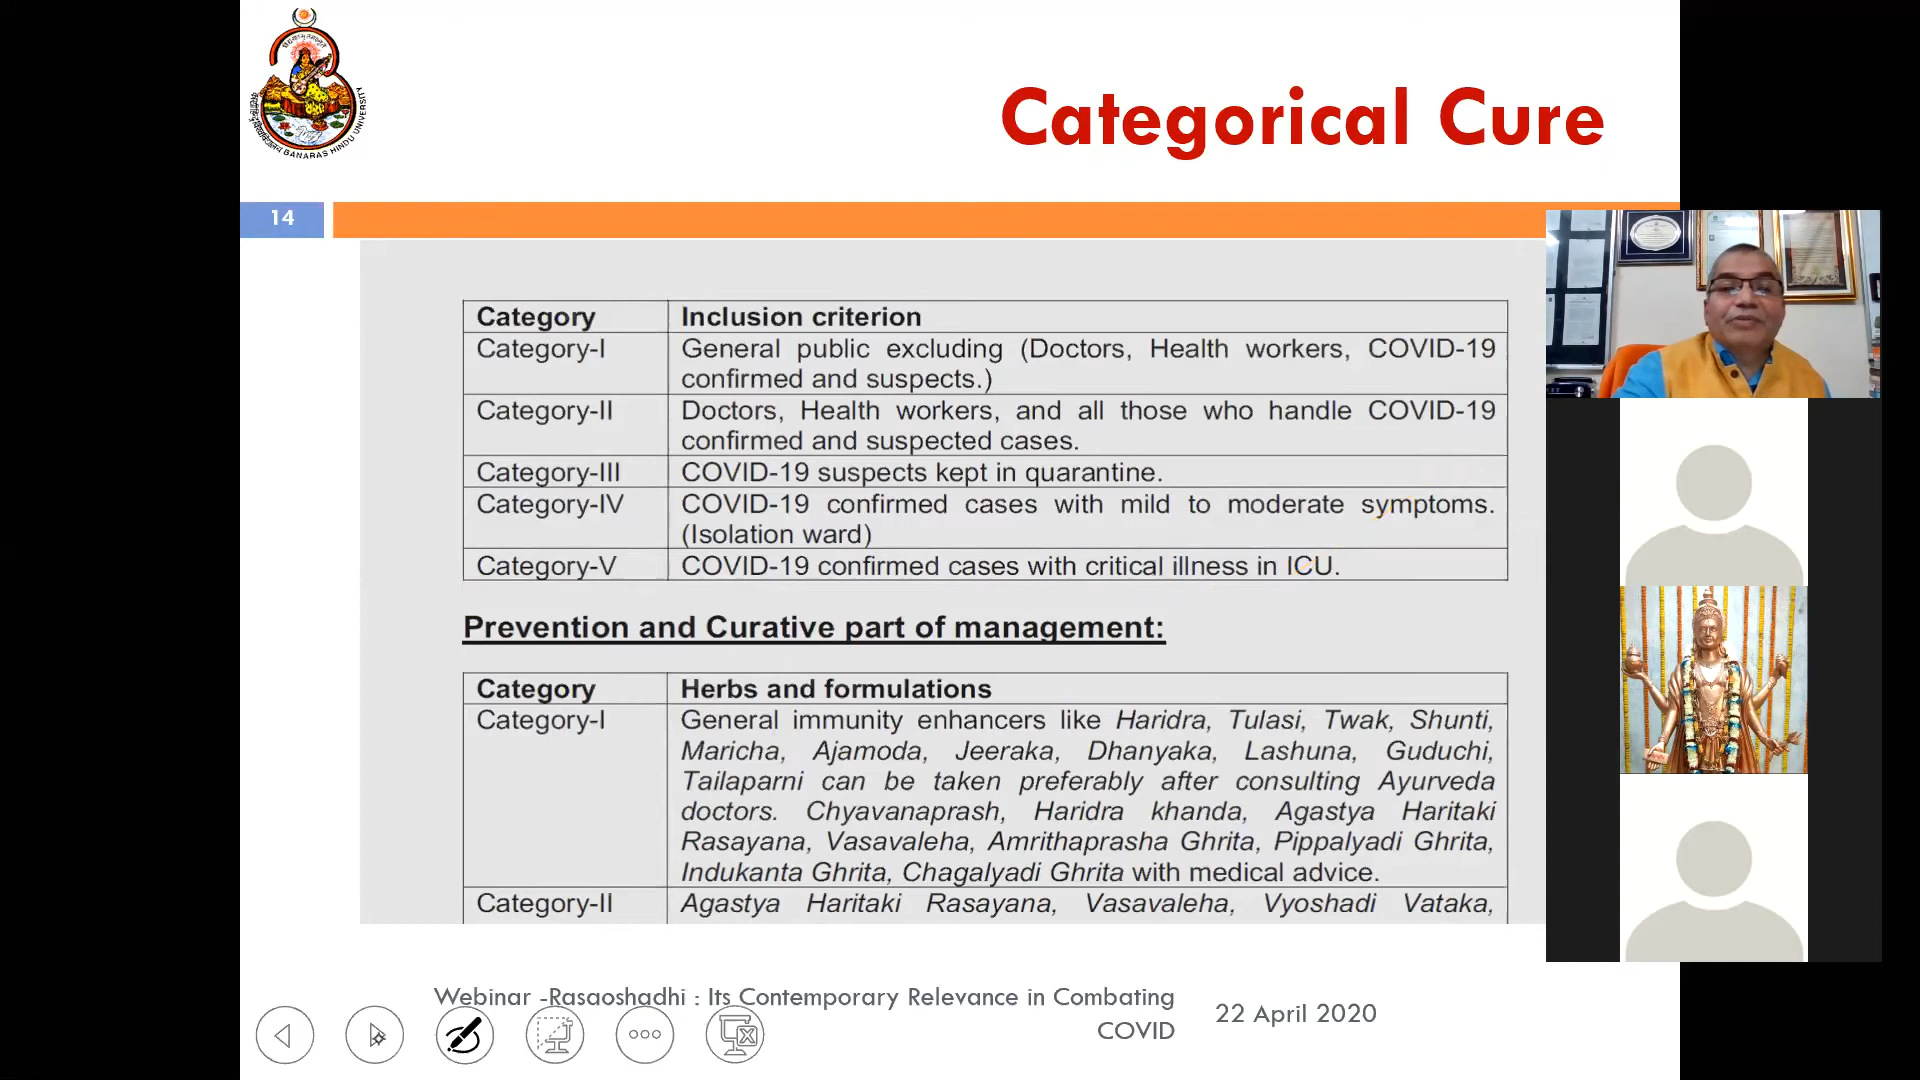 BANARAS HINDU UNIVERSITY
Categorical Cure
14
Category Inclusion criterion
Category-I General public excluding (Doctors, Health workers, COVID-19
confirmed and suspects.)
Category-II Doctors, Health workers, and all those who handle COVID-19
confirmed and suspected cases.
Category-III COVID-19 suspects kept in quarantine.
Category-IV COVID-19 confirmed cases with mild to moderate symptoms.
(Isolation ward)
Category-V COVID-19 confirmed cases with critical illness in ICU.
Prevention and Curative part of management:
Category Herbs and formulations
Category-I General immunity enhancers like Haridra, Tulasi, Twak, Shunti,
Maricha, Ajamoda, Jeeraka, Dhanyaka, Lashuna, Guduchi,
Tailaparni can be taken preferably after consulting Ayurveda
doctors. Chyavanaprash, Haridra khanda, Agastya Haritaki
Rasayana, Vasavaleha, Amrithaprasha Ghrita, Pippalyadi Ghrita,
Indukanta Ghrita, Chagalyadi Ghrita with medical advice.
Category-II Agastya Haritaki Rasayana, Vasavaleha, Vyoshadi Vataka,
Webinar -Rasaoshadhi : Its Contemporary Relevance in Combating
COVID
22 April 2020